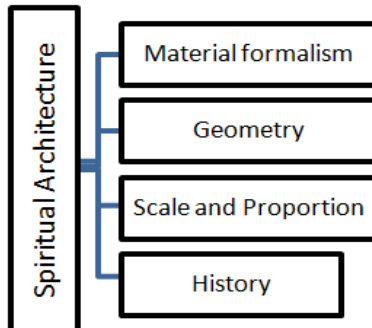 Spiritual Architecture
Material formalism
Geometry
Scale and Proportion
History